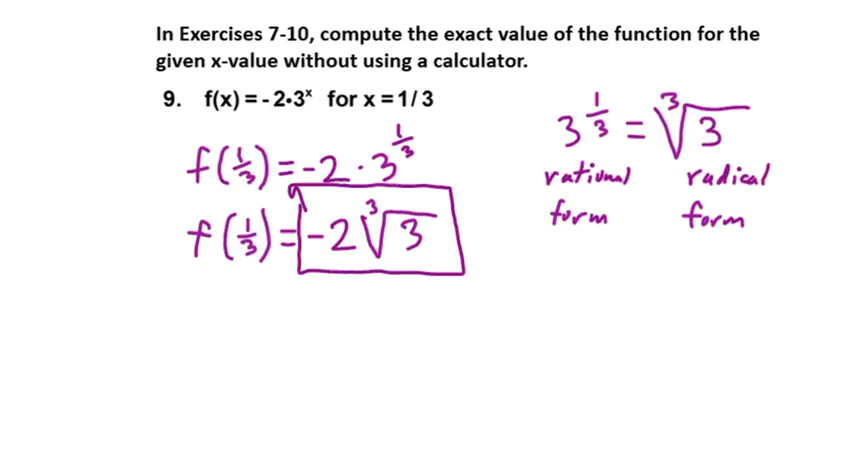 In Exercises 7-10, compute the exact value of the function for the
given x-value without using a calculator.
9. f(x) = - 2•3ˣ for x = 1/3
f(1/3) = -2 · 3^(1/3)
f(1/3) = -2∛3
3^(1/3) = ∛3
rational radical
form form